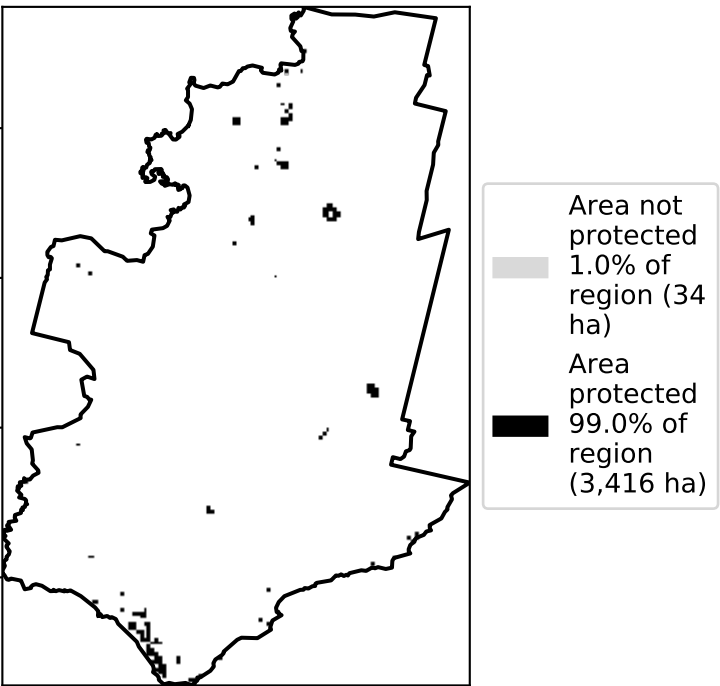 Area not
protected
1.0% of
region (34
ha)
Area
protected
99.0% of
region
(3,416 ha)